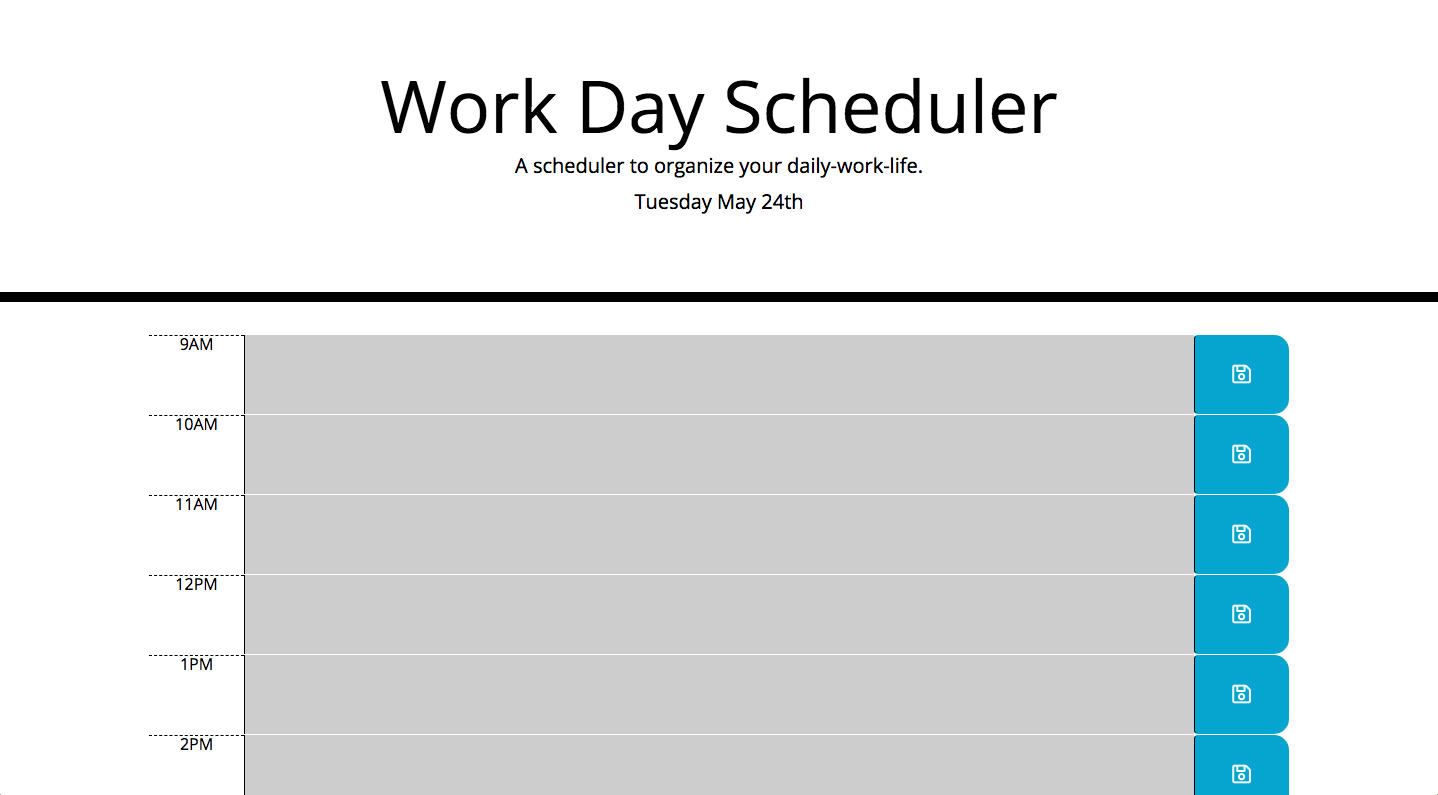 Work Day Scheduler
A scheduler to organize your daily-work-life.
Tuesday May 24th
9AM
10AM
11AM
12PM
1PM
2PM